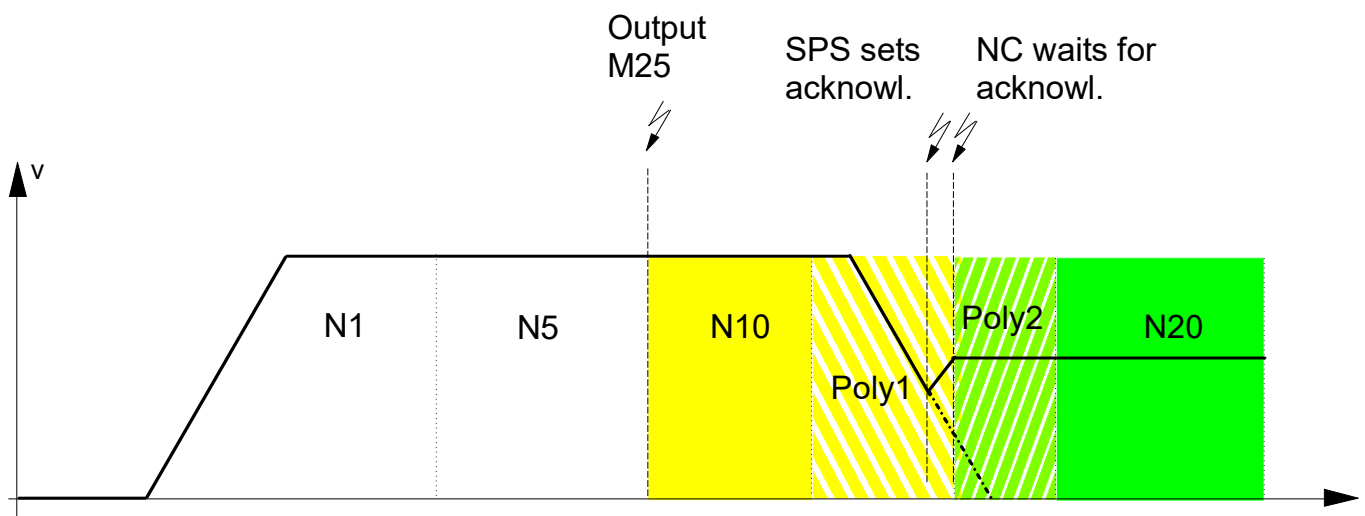 Output
M25
SPS sets
acknowl.
NC waits for
acknowl.
v
N1
N5
N10
Poly1
Poly2
N20